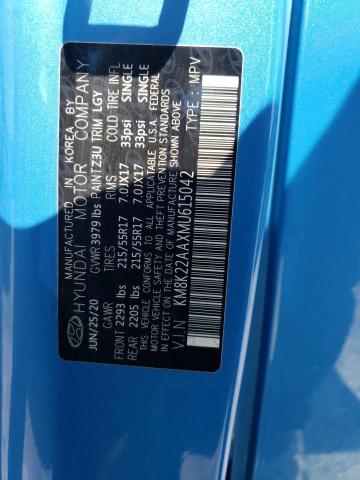 MADE IN KOREA BY
HYUNDAI MOTOR COMPANY
JUN/25/20 GVWR 3979 lbs PAINT Z3U TRIM LGY
GAWR TIRES RIMS COLD TIRE INFL
FRONT 2293 lbs 215/55R17 7.0JX17 33psi SINGLE
REAR 2205 lbs 215/55R17 7.0JX17 33psi SINGLE
THIS VEHICLE CONFORMS TO ALL APPLICABLE U.S.A. FEDERAL
MOTOR VEHICLE SAFETY, BUMPER, AND THEFT PREVENTION
STANDARDS IN EFFECT ON THE DATE OF MANUFACTURE SHOWN ABOVE.
V.I.N : KM8K22AAXMU615042 TYPE : MPV